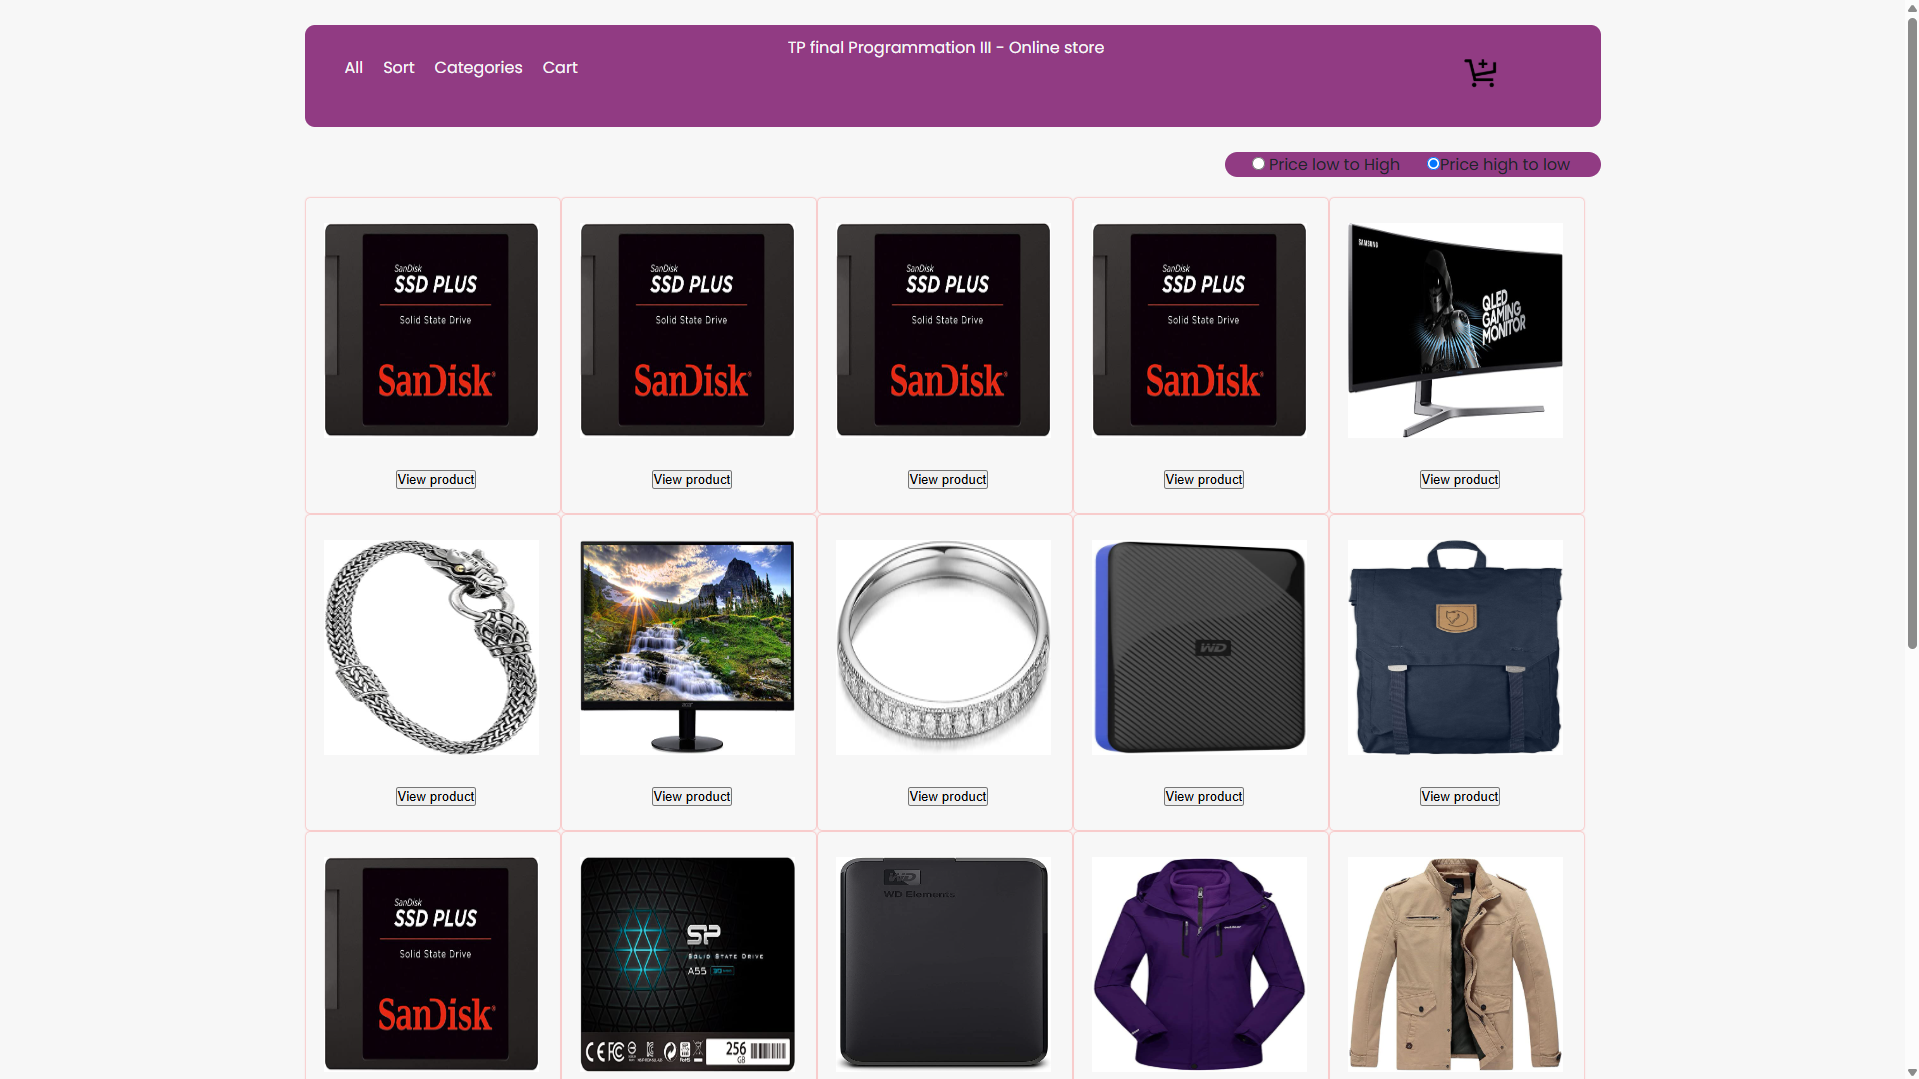 TP final Programmation III - Online store
All Sort Categories Cart
Price low to High Price high to low
SanDisk
SSD PLUS
Solid State Drive
SanDisk
SanDisk
SSD PLUS
Solid State Drive
SanDisk
SanDisk
SSD PLUS
Solid State Drive
SanDisk
SanDisk
SSD PLUS
Solid State Drive
SanDisk
SAMSUNG
QLED
GAMING
MONITOR
View product View product View product View product View product
acer
WD
View product View product View product View product View product
SanDisk
SSD PLUS
Solid State Drive
SanDisk
SP
SOLID STATE DRIVE
A55
256
GB
WD
WD Elements